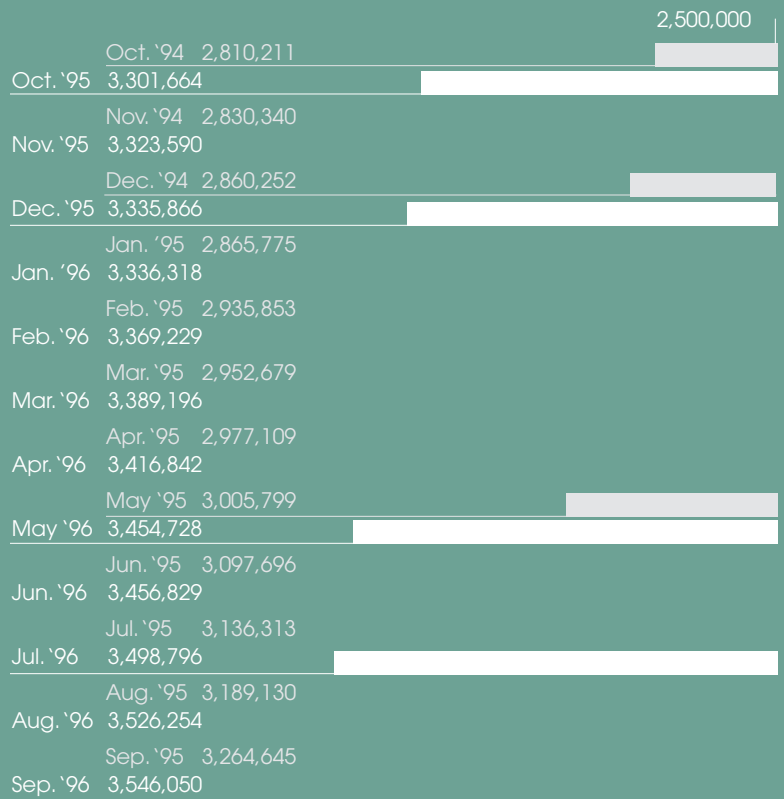 2,500,000
Oct. ‘94 2,810,211
Oct. ‘95 3,301,664
Nov. ‘94 2,830,340
Nov. ‘95 3,323,590
Dec. ‘94 2,860,252
Dec. ‘95 3,335,866
Jan. ’95 2,865,775
Jan. ’96 3,336,318
Feb. ‘95 2,935,853
Feb. ‘96 3,369,229
Mar. ‘95 2,952,679
Mar. ‘96 3,389,196
Apr. ‘95 2,977,109
Apr. ‘96 3,416,842
May ‘95 3,005,799
May ‘96 3,454,728
Jun. ‘95 3,097,696
Jun. ‘96 3,456,829
Jul. ‘95 3,136,313
Jul. ‘96 3,498,796
Aug. ‘95 3,189,130
Aug. ‘96 3,526,254
Sep. ‘95 3,264,645
Sep. ‘96 3,546,050